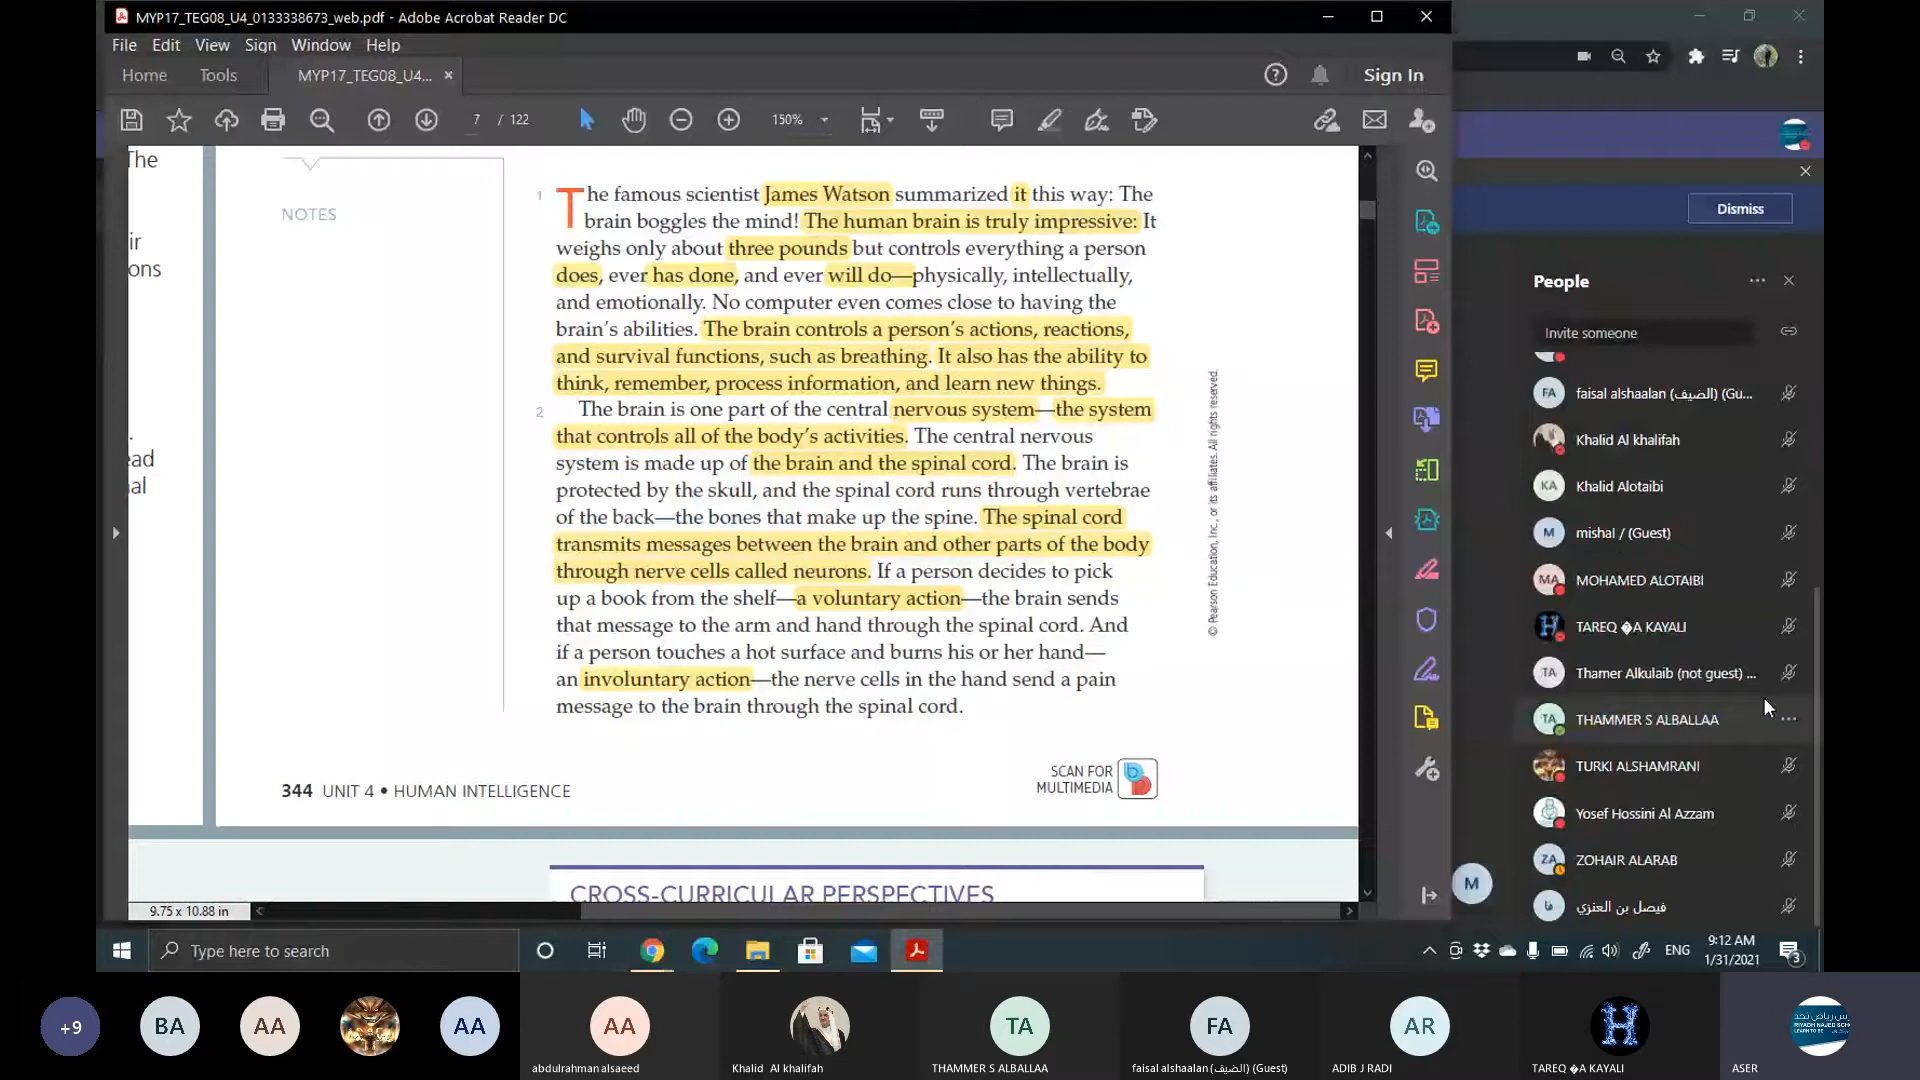 MYP17_TEG08_U4_0133338673_web.pdf - Adobe Acrobat Reader DC
File Edit View Sign Window Help
Home Tools MYP17_TEG08_U4... × Sign In
7 / 122 150%
Dismiss
The
ir
ons
.
ead
al
NOTES
1 The famous scientist James Watson summarized it this way: The
brain boggles the mind! The human brain is truly impressive: It
weighs only about three pounds but controls everything a person
does, ever has done, and ever will do—physically, intellectually,
and emotionally. No computer even comes close to having the
brain’s abilities. The brain controls a person’s actions, reactions,
and survival functions, such as breathing. It also has the ability to
think, remember, process information, and learn new things.
2 The brain is one part of the central nervous system—the system
that controls all of the body’s activities. The central nervous
system is made up of the brain and the spinal cord. The brain is
protected by the skull, and the spinal cord runs through vertebrae
of the back—the bones that make up the spine. The spinal cord
transmits messages between the brain and other parts of the body
through nerve cells called neurons. If a person decides to pick
up a book from the shelf—a voluntary action—the brain sends
that message to the arm and hand through the spinal cord. And
if a person touches a hot surface and burns his or her hand—
an involuntary action—the nerve cells in the hand send a pain
message to the brain through the spinal cord.
© Pearson Education, Inc., or its affiliates. All rights reserved.
SCAN FOR
MULTIMEDIA
344 UNIT 4 • HUMAN INTELLIGENCE
CROSS-CURRICULAR PERSPECTIVES
9.75 x 10.88 in
People
Invite someone
FA faisal alshaalan (الضيف) (Gu...
Khalid Al khalifah
KA Khalid Alotaibi
M mishal / (Guest)
MA MOHAMED ALOTAIBI
H TAREQ �A KAYALI
TA Thamer Alkulaib (not guest) ...
TA THAMMER S ALBALLAA
TURKI ALSHAMRANI
Yosef Hossini Al Azzam
ZA ZOHAIR ALARAB
فيصل بن العنزي
M
Type here to search
ENG
9:12 AM
1/31/2021
3
+9 BA AA AA AA TA FA AR H
RIYADH NAJED SCH
abdulrahman alsaeed Khalid Al khalifah THAMMER S ALBALLAA faisal alshaalan (الضيف) (Guest) ADIB J RADI TAREQ �A KAYALI ASER